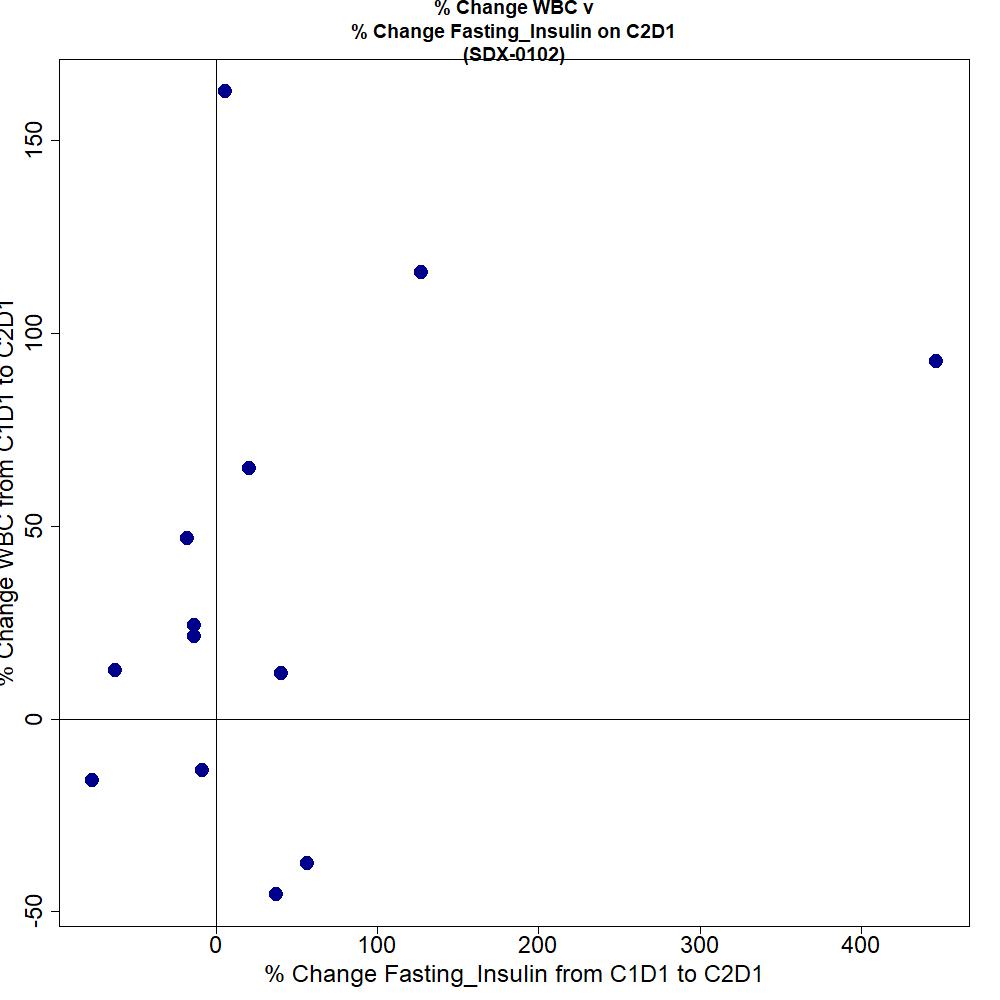 % Change WBC v
% Change Fasting_Insulin on C2D1
(SDX-0102)
% Change WBC from C1D1 to C2D1
150
100
50
0
-50
0 100 200 300 400
% Change Fasting_Insulin from C1D1 to C2D1